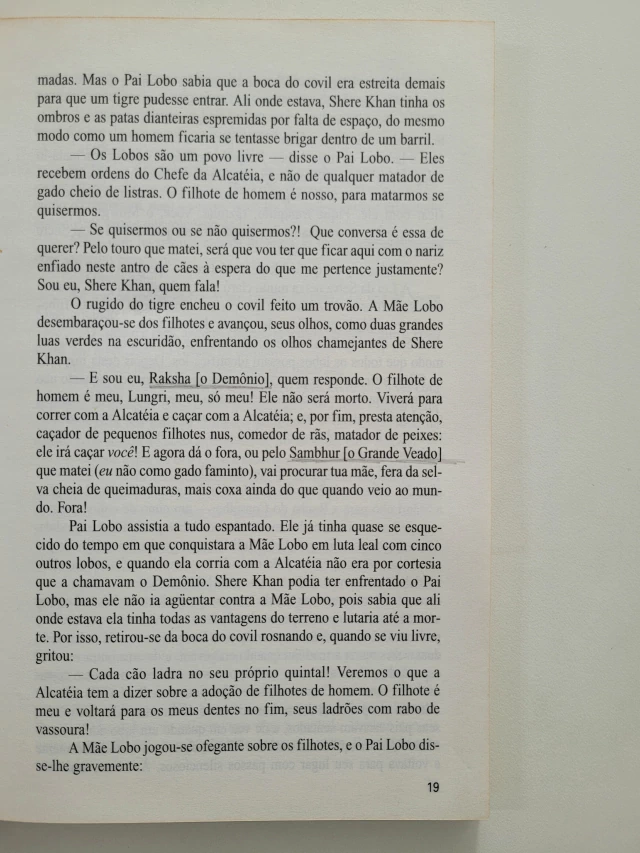 madas. Mas o Pai Lobo sabia que a boca do covil era estreita demais
para que um tigre pudesse entrar. Ali onde estava, Shere Khan tinha os
ombros e as patas dianteiras espremidas por falta de espaço, do mesmo
modo como um homem ficaria se tentasse brigar dentro de um barril.
— Os Lobos são um povo livre — disse o Pai Lobo. — Eles
recebem ordens do Chefe da Alcatéia, e não de qualquer matador de
gado cheio de listras. O filhote de homem é nosso, para matarmos se
quisermos.
— Se quisermos ou se não quisermos?! Que conversa é essa de
querer? Pelo touro que matei, será que vou ter que ficar aqui com o nariz
enfiado neste antro de cães à espera do que me pertence justamente?
Sou eu, Shere Khan, quem fala!
O rugido do tigre encheu o covil feito um trovão. A Mãe Lobo
desembaraçou-se dos filhotes e avançou, seus olhos, como duas grandes
luas verdes na escuridão, enfrentando os olhos chamejantes de Shere
Khan.
— E sou eu, Raksha [o Demônio], quem responde. O filhote de
homem é meu, Lungri, meu, só meu! Ele não será morto. Viverá para
correr com a Alcatéia e caçar com a Alcatéia; e, por fim, presta atenção,
caçador de pequenos filhotes nus, comedor de rãs, matador de peixes:
ele irá caçar você! E agora dá o fora, ou pelo Sambhur [o Grande Veado]
que matei (eu não como gado faminto), vai procurar tua mãe, fera da sel-
va cheia de queimaduras, mais coxa ainda do que quando veio ao mun-
do. Fora!
Pai Lobo assistia a tudo espantado. Ele já tinha quase se esque-
cido do tempo em que conquistara a Mãe Lobo em luta leal com cinco
outros lobos, e quando ela corria com a Alcatéia não era por cortesia
que a chamavam o Demônio. Shere Khan podia ter enfrentado o Pai
Lobo, mas ele não ia agüentar contra a Mãe Lobo, pois sabia que ali
onde estava ela tinha todas as vantagens do terreno e lutaria até a mor-
te. Por isso, retirou-se da boca do covil rosnando e, quando se viu livre,
gritou:
— Cada cão ladra no seu próprio quintal! Veremos o que a
Alcatéia tem a dizer sobre a adoção de filhotes de homem. O filhote é
meu e voltará para os meus dentes no fim, seus ladrões com rabo de
vassoura!
A Mãe Lobo jogou-se ofegante sobre os filhotes, e o Pai Lobo dis-
se-lhe gravemente:
19